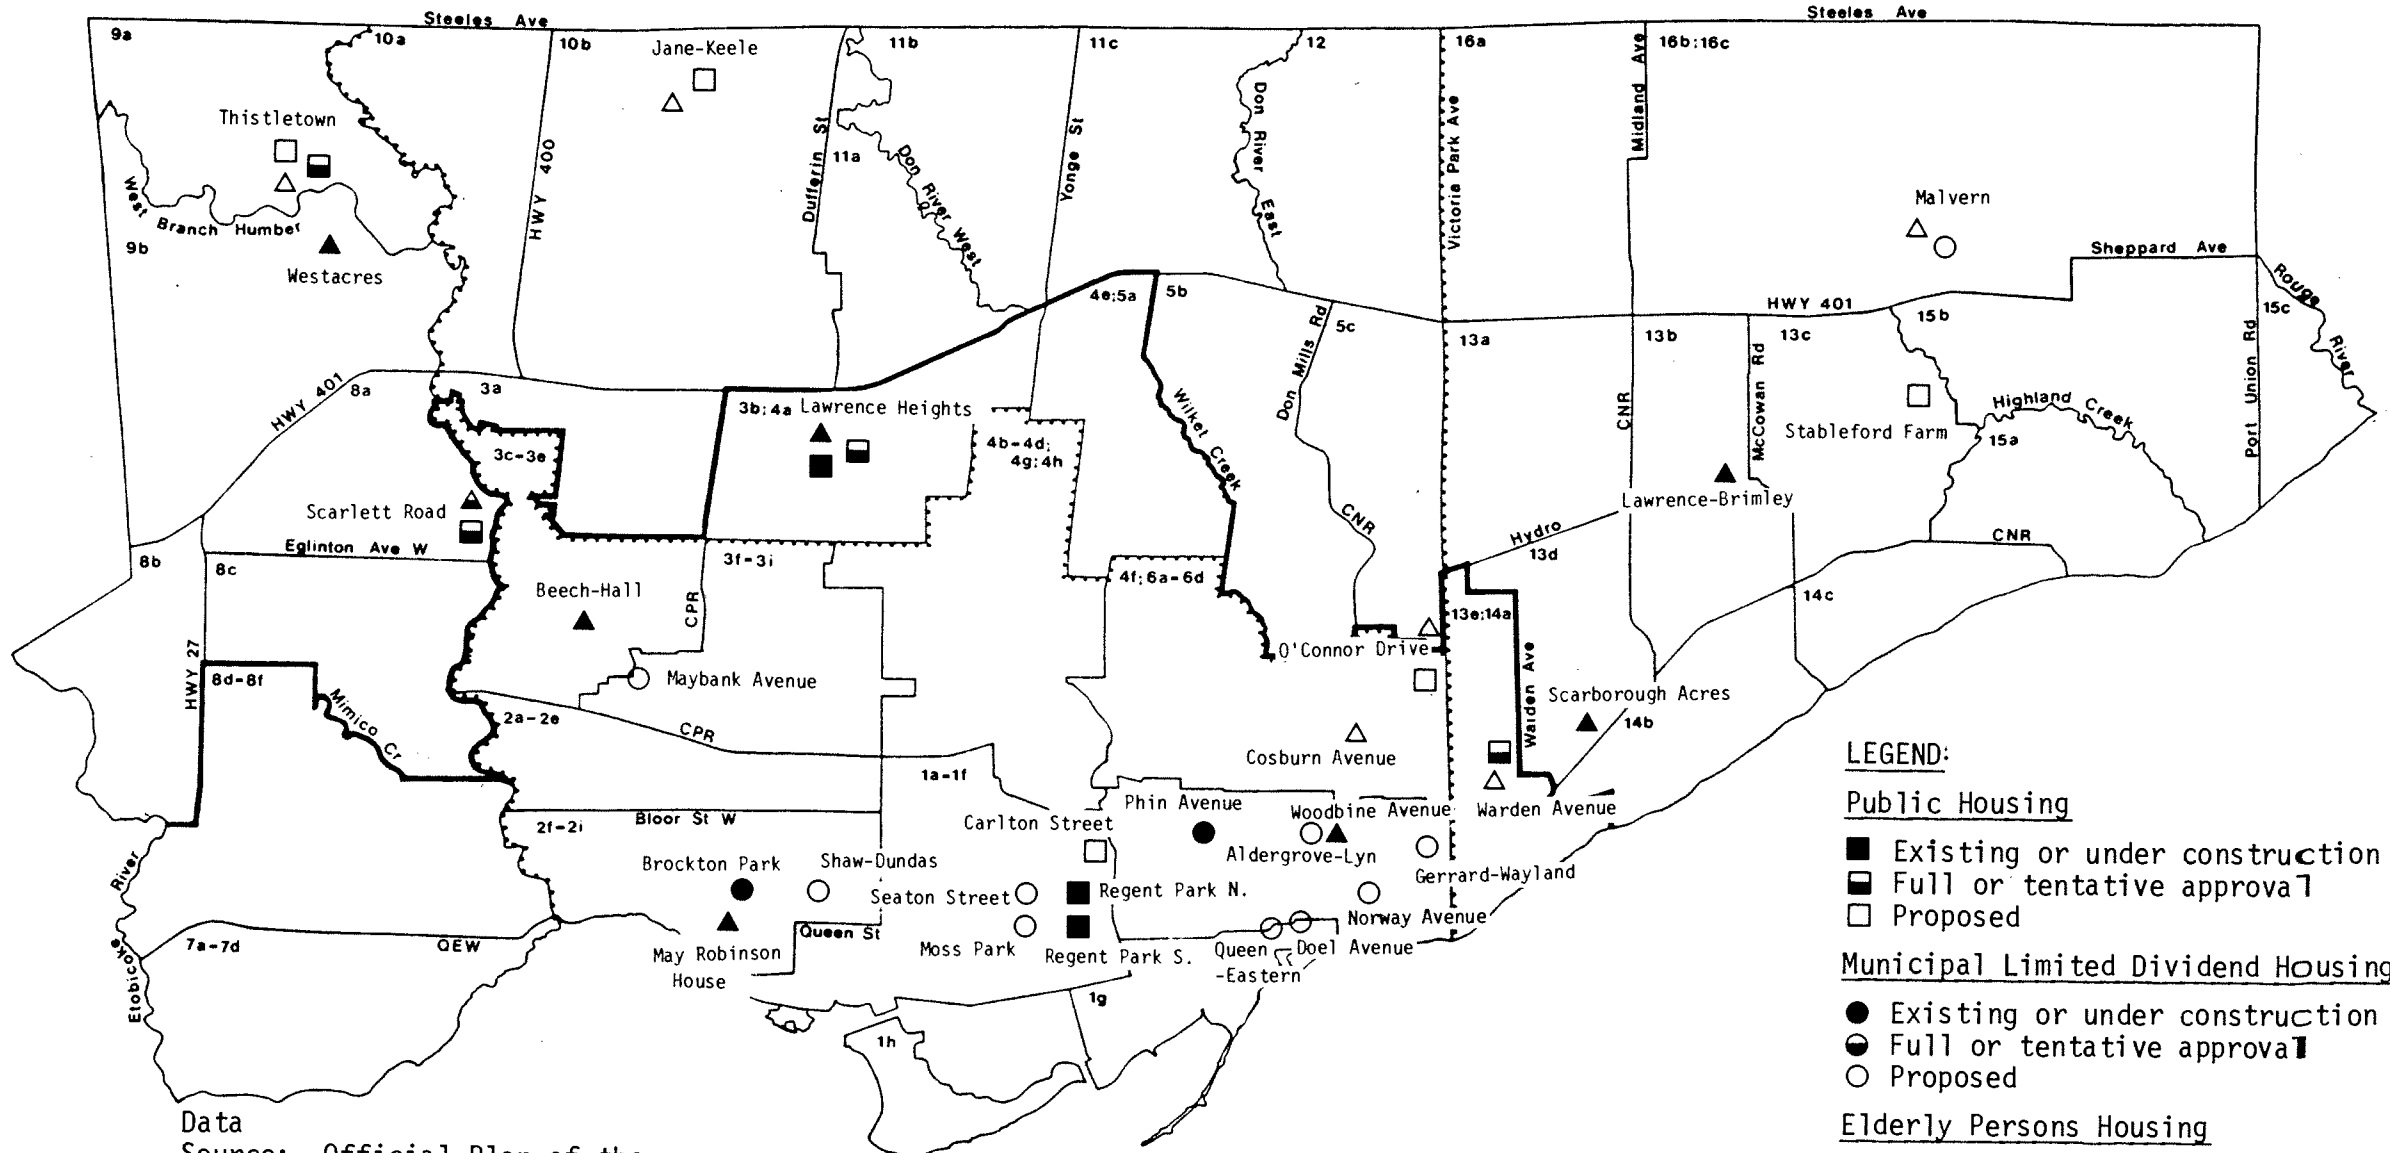 Steeles Ave
Steeles Ave
9a
10a
10b
Jane-Keele
11b
11c
12
16a
Midland Ave
16b;16c
Thistletown
HWY 400
Dufferin St
11a
Don River West
Yonge St
Don River East
Victoria Park Ave
Malvern
West Branch Humber
9b
Westacres
Sheppard Ave
Rouge River
4e;5a
5b
HWY 401
15b
15c
Don Mills Rd
5c
13a
13b
13c
HWY 401
8a
3a
3b;4a
Lawrence Heights
Wilket Creek
CNR
McCowan Rd
Highland Creek
Port Union Rd
3c-3e
4b-4d;
4g;4h
Stableford Farm
15a
Scarlett Road
Lawrence-Brimley
CNR
Hydro
13d
CNR
Eglinton Ave W
8b
8c
3f-3i
4f;6a-6d
Beech-Hall
CPR
13e;14a
14c
HWY 27
O'Connor Drive
8d-8f
Maybank Avenue
Warden Ave
Scarborough Acres
Mimico Cr
2a-2e
CPR
14b
Cosburn Avenue
1a-1f
LEGEND:
Public Housing
Existing or under construction
Full or tentative approval
Proposed
Municipal Limited Dividend Housing
Existing or under construction
Full or tentative approval
Proposed
Elderly Persons Housing
Phin Avenue
Woodbine Avenue
Warden Avenue
2f-2i
Bloor St W
Carlton Street
Brockton Park
Shaw-Dundas
Aldergrove-Lyn
Gerrard-Wayland
Seaton Street
Regent Park N.
Norway Avenue
Etobicoke River
7a-7d
QEW
Queen St
May Robinson
House
Moss Park
Regent Park S.
Queen
-Eastern
Doel Avenue
1g
1h
Data
Source: Official Plan of the